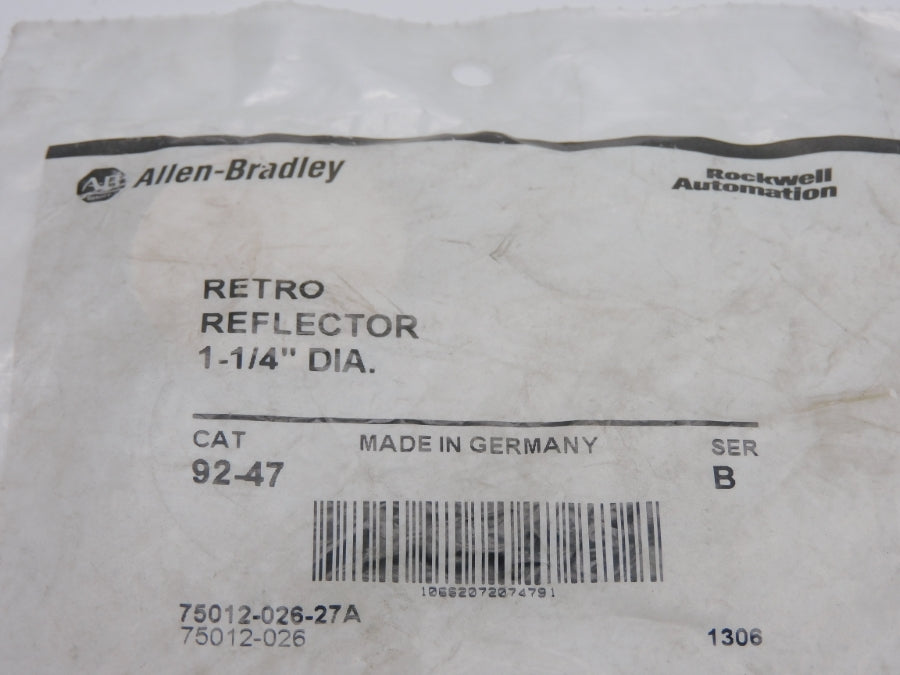 AB Allen-Bradley
Rockwell
Automation
RETRO
REFLECTOR
1-1/4" DIA.
CAT MADE IN GERMANY SER
92-47 B
10662072074791
75012-026-27A
75012-026 1306